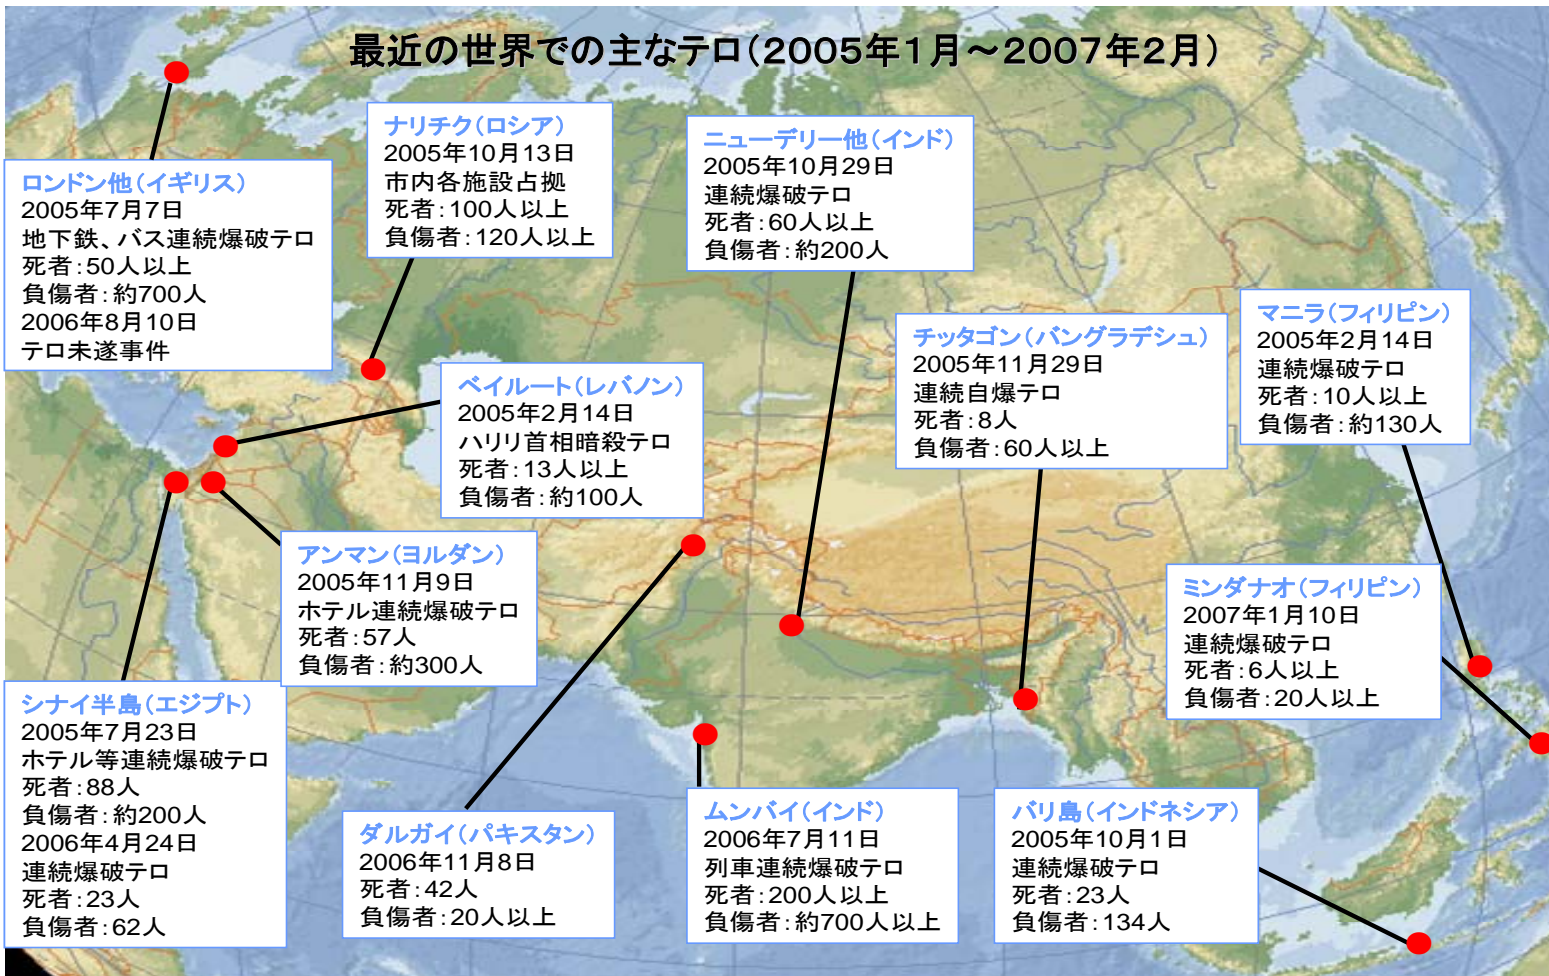 最近の世界での主なテロ(2005年1月～2007年2月)
ロンドン他(イギリス)
2005年7月7日
地下鉄、バス連続爆破テロ
死者:50人以上
負傷者:約700人
2006年8月10日
テロ未遂事件
ナリチク(ロシア)
2005年10月13日
市内各施設占拠
死者:100人以上
負傷者:120人以上
ニューデリー他(インド)
2005年10月29日
連続爆破テロ
死者:60人以上
負傷者:約200人
マニラ(フィリピン)
2005年2月14日
連続爆破テロ
死者:10人以上
負傷者:約130人
チッタゴン(バングラデシュ)
2005年11月29日
連続自爆テロ
死者:8人
負傷者:60人以上
ベイルート(レバノン)
2005年2月14日
ハリリ首相暗殺テロ
死者:13人以上
負傷者:約100人
アンマン(ヨルダン)
2005年11月9日
ホテル連続爆破テロ
死者:57人
負傷者:約300人
ミンダナオ(フィリピン)
2007年1月10日
連続爆破テロ
死者:6人以上
負傷者:20人以上
シナイ半島(エジプト)
2005年7月23日
ホテル等連続爆破テロ
死者:88人
負傷者:約200人
2006年4月24日
連続爆破テロ
死者:23人
負傷者:62人
ダルガイ(パキスタン)
2006年11月8日
死者:42人
負傷者:20人以上
ムンバイ(インド)
2006年7月11日
列車連続爆破テロ
死者:200人以上
負傷者:約700人以上
バリ島(インドネシア)
2005年10月1日
連続爆破テロ
死者:23人
負傷者:134人